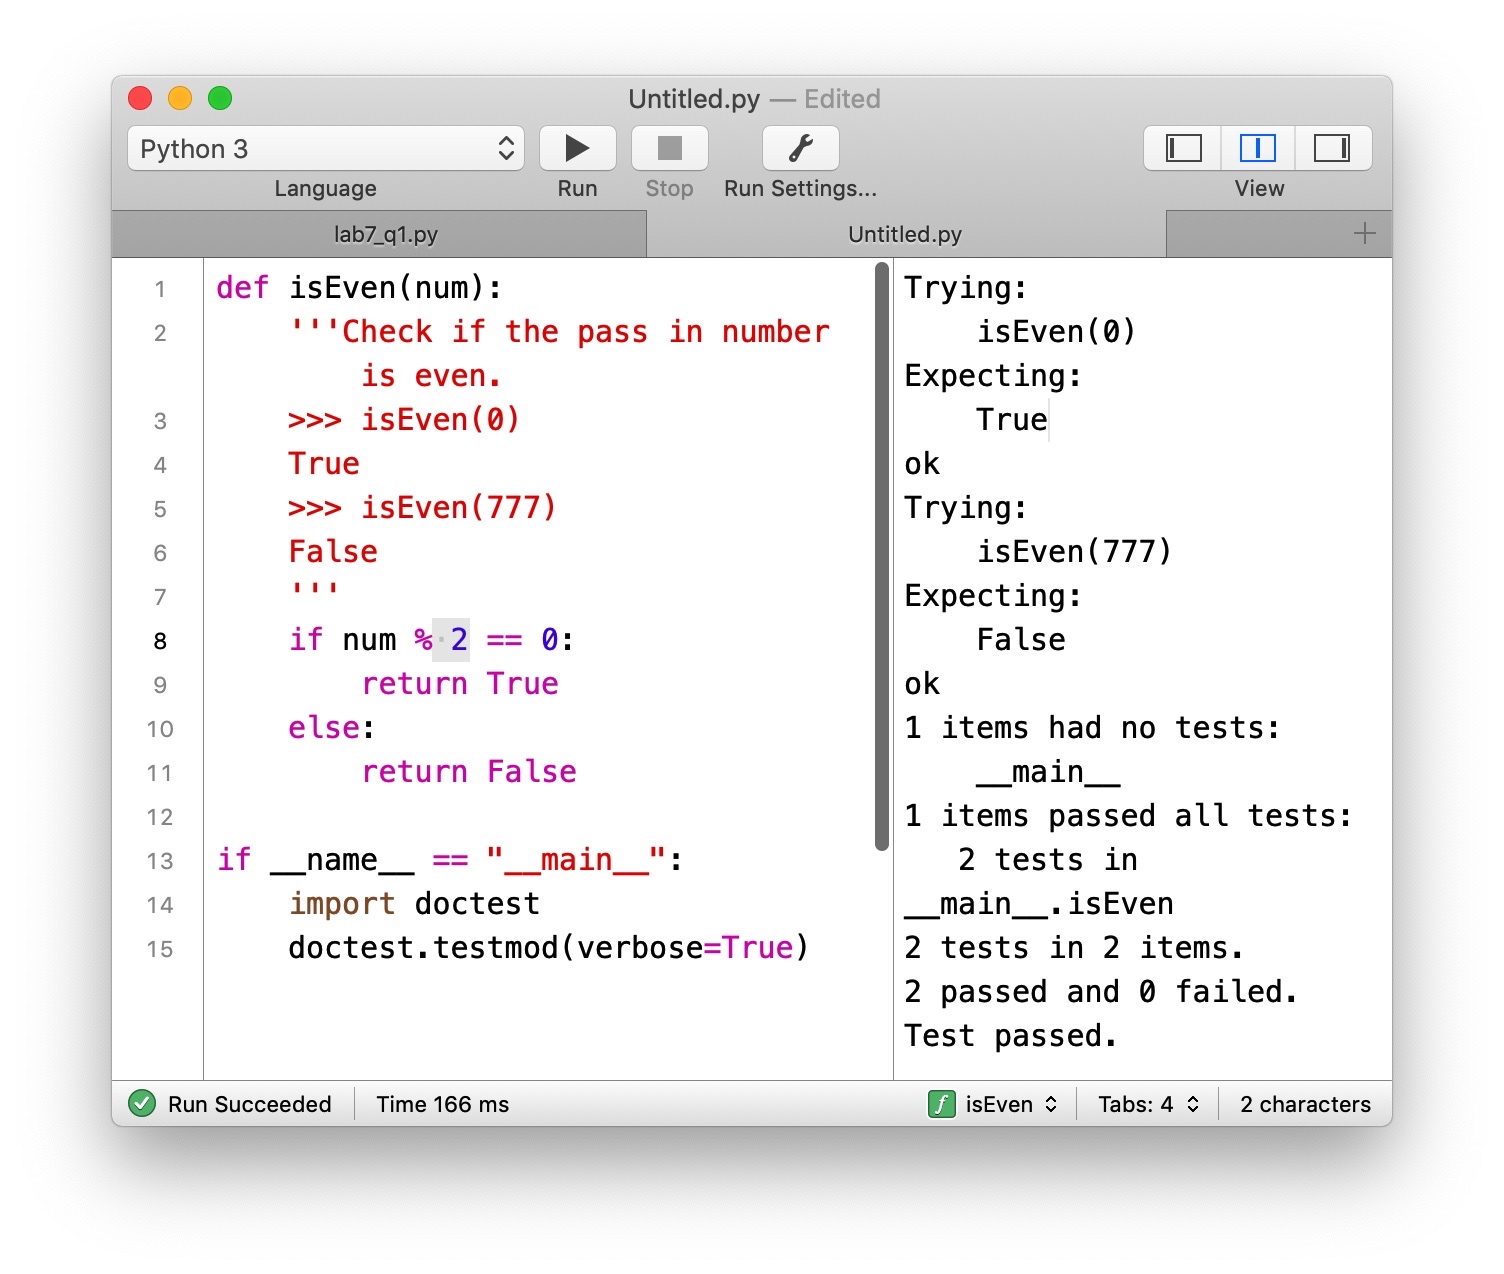 Untitled.py — Edited
Python 3
Language
Run
Stop
Run Settings...
View
lab7_q1.py
Untitled.py
1 def isEven(num):
2     '''Check if the pass in number
        is even.
3     >>> isEven(0)
4     True
5     >>> isEven(777)
6     False
7     '''
8     if num % 2 == 0:
9         return True
10     else:
11         return False
12
13 if __name__ == "__main__":
14     import doctest
15     doctest.testmod(verbose=True)
Trying:
    isEven(0)
Expecting:
    True
ok
Trying:
    isEven(777)
Expecting:
    False
ok
1 items had no tests:
    __main__
1 items passed all tests:
   2 tests in
__main__.isEven
2 tests in 2 items.
2 passed and 0 failed.
Test passed.
Run Succeeded
Time 166 ms
f isEven
Tabs: 4
2 characters